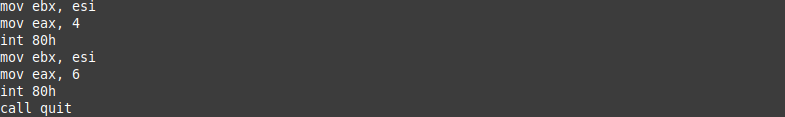 mov ebx, esi
mov eax, 4
int 80h
mov ebx, esi
mov eax, 6
int 80h
call quit